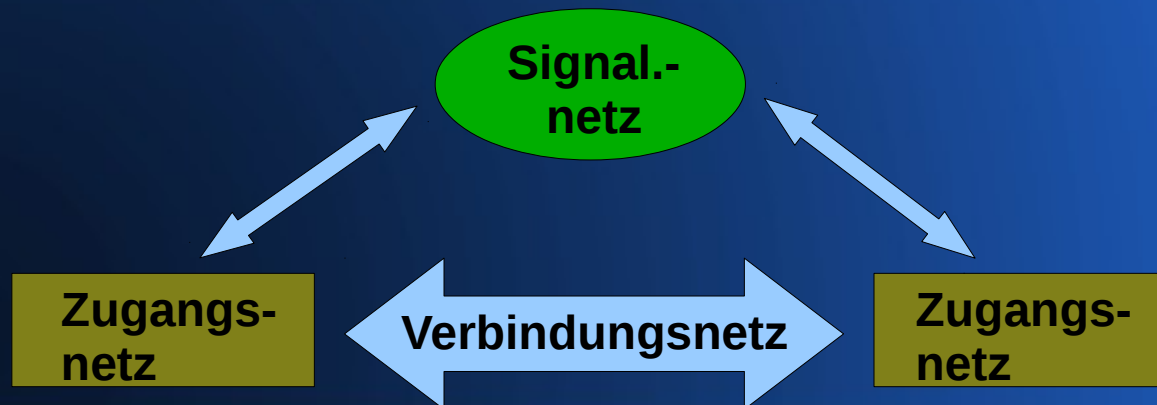 Signal.-
netz
Zugangs-
netz
Verbindungsnetz
Zugangs-
netz